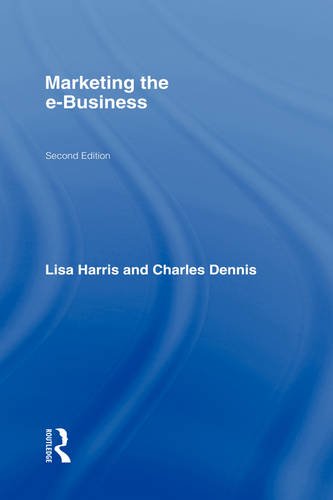 Marketing the
e-Business
Second Edition
Lisa Harris and Charles Dennis
ROUTLEDGE